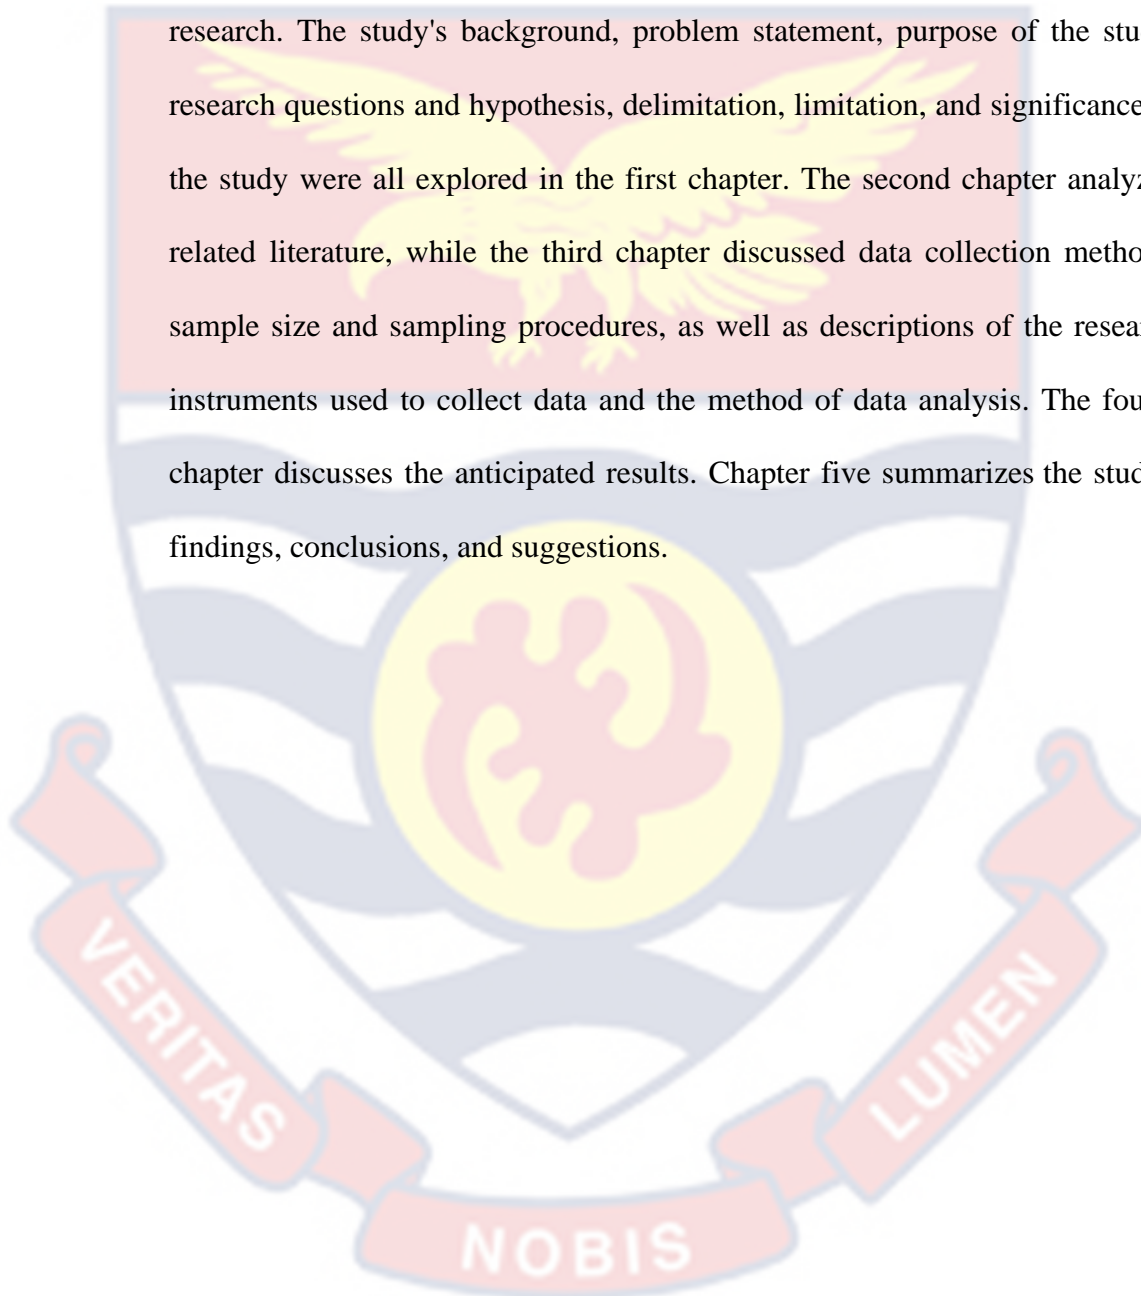 research. The study's background, problem statement, purpose of the stu
research questions and hypothesis, delimitation, limitation, and significance
the study were all explored in the first chapter. The second chapter analyz
related literature, while the third chapter discussed data collection metho
sample size and sampling procedures, as well as descriptions of the resear
instruments used to collect data and the method of data analysis. The fou
chapter discusses the anticipated results. Chapter five summarizes the stud
findings, conclusions, and suggestions.
VERITAS
NOBIS
LUMEN